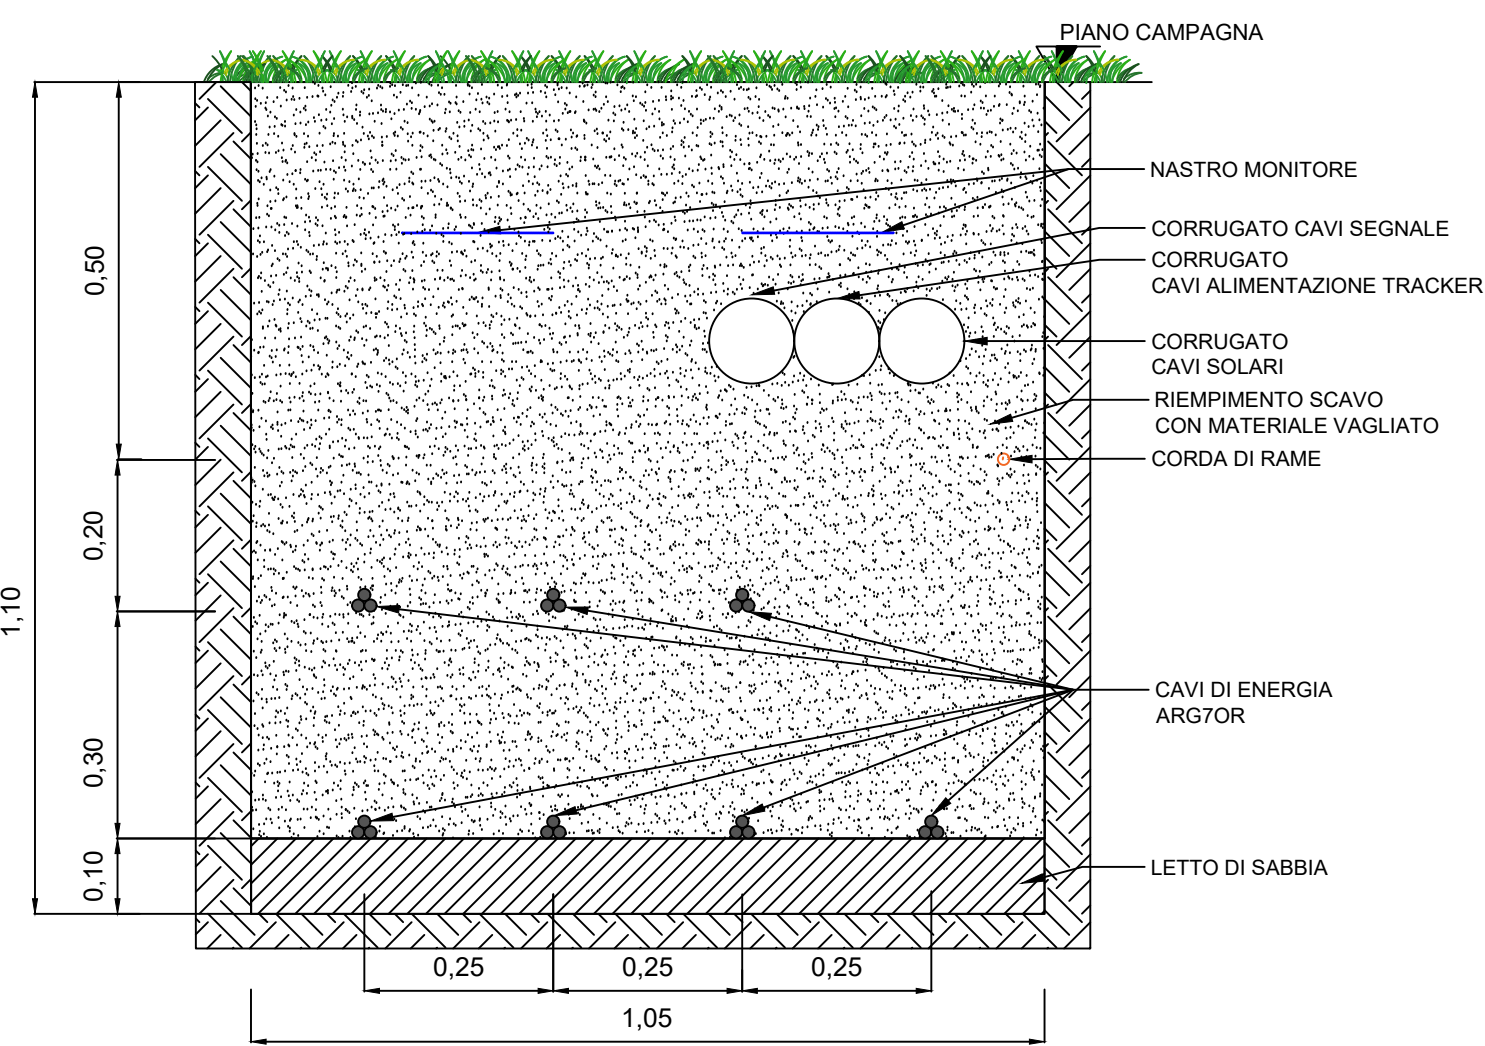 PIANO CAMPAGNA
NASTRO MONITORE
CORRUGATO CAVI SEGNALE
CORRUGATO
CAVI ALIMENTAZIONE TRACKER
CORRUGATO
CAVI SOLARI
RIEMPIMENTO SCAVO
CON MATERIALE VAGLIATO
CORDA DI RAME
CAVI DI ENERGIA
ARG7OR
LETTO DI SABBIA
1,10
0,50
0,20
0,30
0,10
0,25
0,25
0,25
1,05